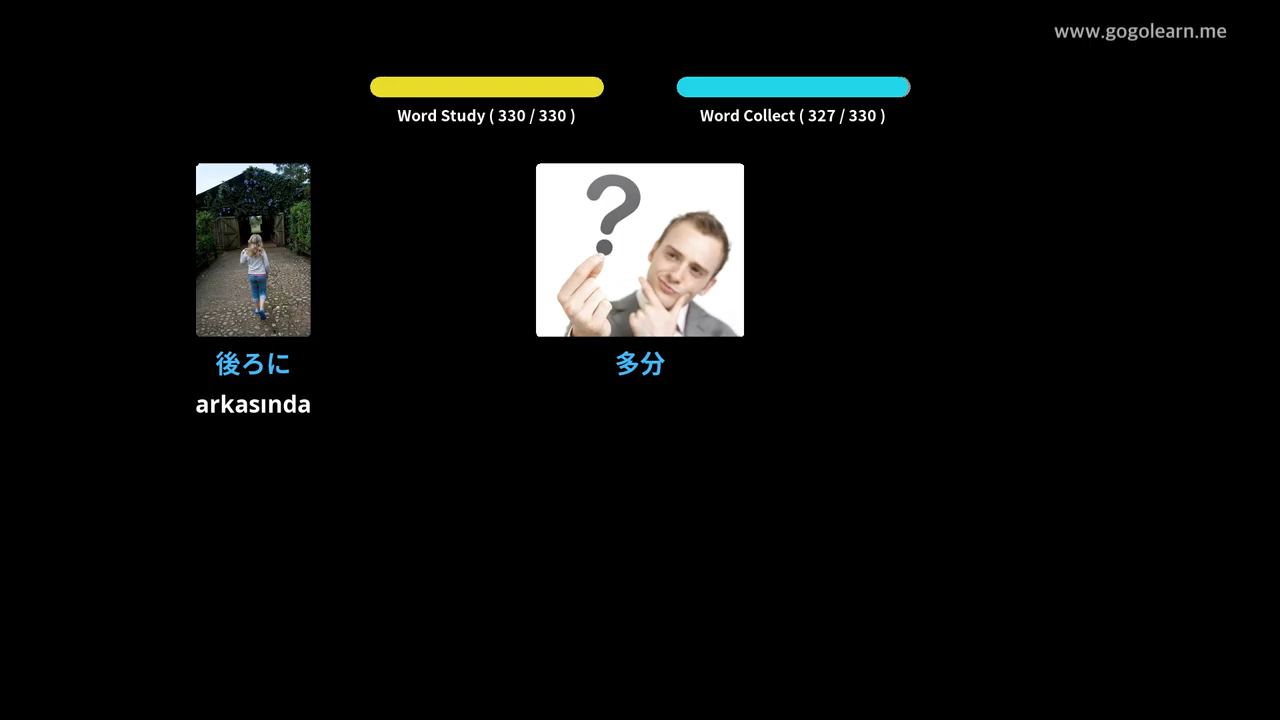 www.gogolearn.me
Word Study ( 330 / 330 )
Word Collect ( 327 / 330 )
後ろに
多分
arkasında